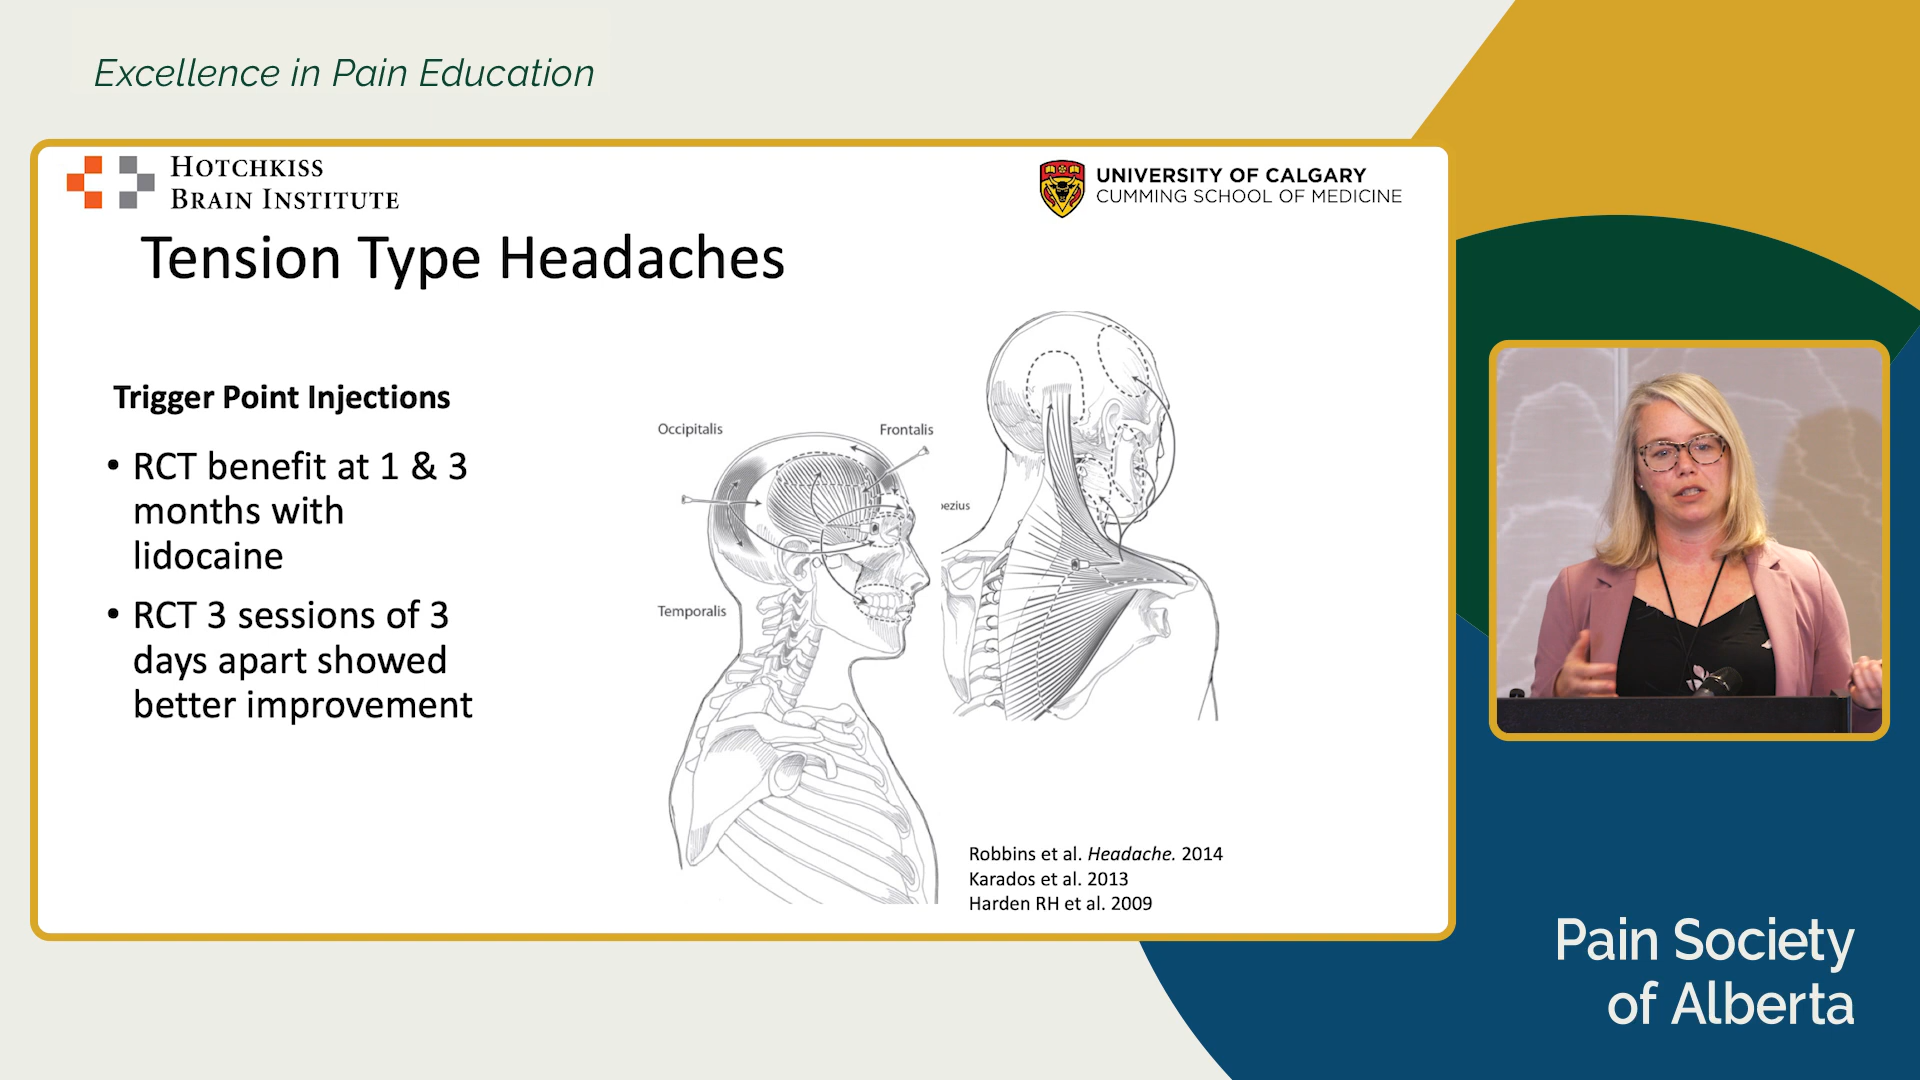 Excellence in Pain Education
HOTCHKISS
BRAIN INSTITUTE
UNIVERSITY OF CALGARY
CUMMING SCHOOL OF MEDICINE
Tension Type Headaches
Trigger Point Injections
• RCT benefit at 1 & 3
months with
lidocaine
• RCT 3 sessions of 3
days apart showed
better improvement
Occipitalis
Frontalis
Temporalis
pezius
Robbins et al. Headache. 2014
Karados et al. 2013
Harden RH et al. 2009
Pain Society
of Alberta